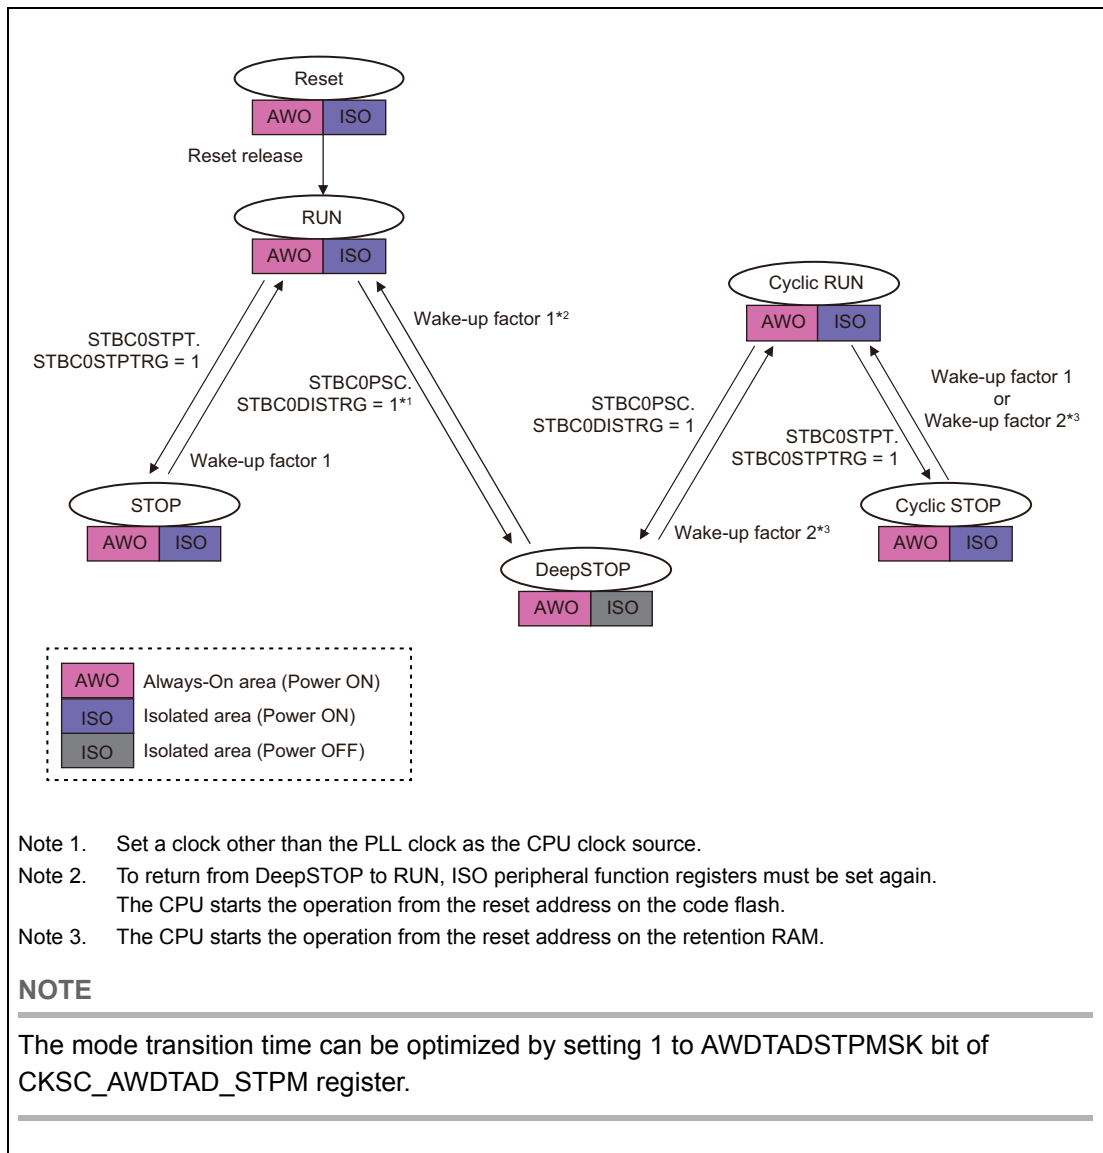 Reset
AWO ISO
Reset release
RUN
AWO ISO
Wake-up factor 1*2
STBC0STPT.
STBC0STPTRG = 1
STBC0PSC.
STBC0DISTRG = 1*1
Wake-up factor 1
STOP
AWO ISO
Cyclic RUN
AWO ISO
STBC0PSC.
STBC0DISTRG = 1
Wake-up factor 1
or
Wake-up factor 2*3
STBC0STPT.
STBC0STPTRG = 1
Cyclic STOP
AWO ISO
Wake-up factor 2*3
DeepSTOP
AWO ISO
AWO Always-On area (Power ON)
ISO Isolated area (Power ON)
ISO Isolated area (Power OFF)
Note 1. Set a clock other than the PLL clock as the CPU clock source.
Note 2. To return from DeepSTOP to RUN, ISO peripheral function registers must be set again.
The CPU starts the operation from the reset address on the code flash.
Note 3. The CPU starts the operation from the reset address on the retention RAM.
NOTE
The mode transition time can be optimized by setting 1 to AWDTADSTPMSK bit of
CKSC_AWDTAD_STPM register.